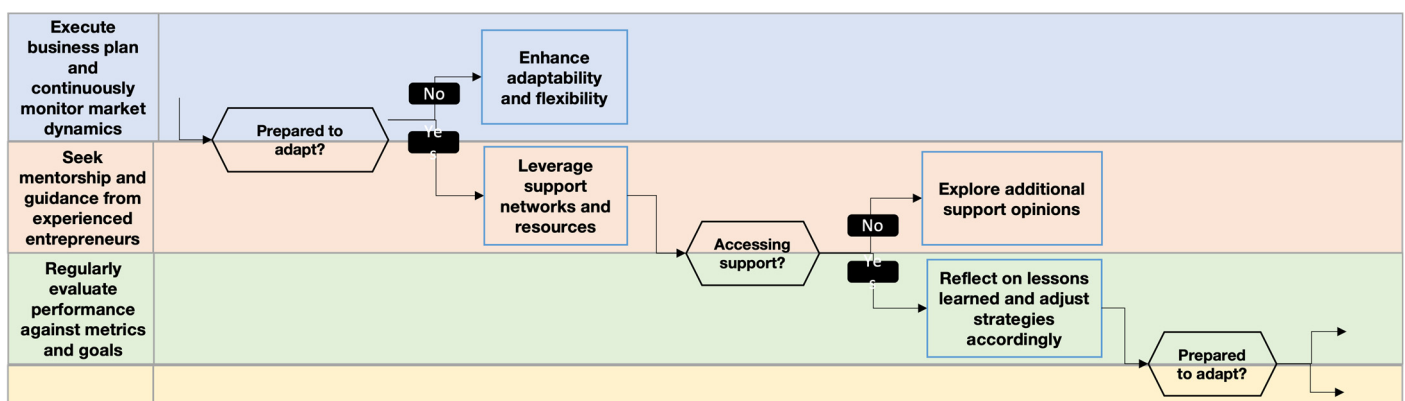 Execute
business plan
and
continuously
monitor market
dynamics
Prepared to
adapt?
No
Yes
Enhance
adaptability
and flexibility
Seek
mentorship and
guidance from
experienced
entrepreneurs
Leverage
support
networks and
resources
Accessing
support?
No
Yes
Explore additional
support opinions
Regularly
evaluate
performance
against metrics
and goals
Reflect on lessons
learned and adjust
strategies
accordingly
Prepared
to adapt?